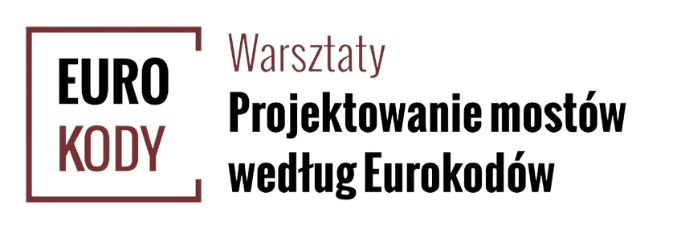 EURO
KODY
Warsztaty
Projektowanie mostów
według Eurokodów